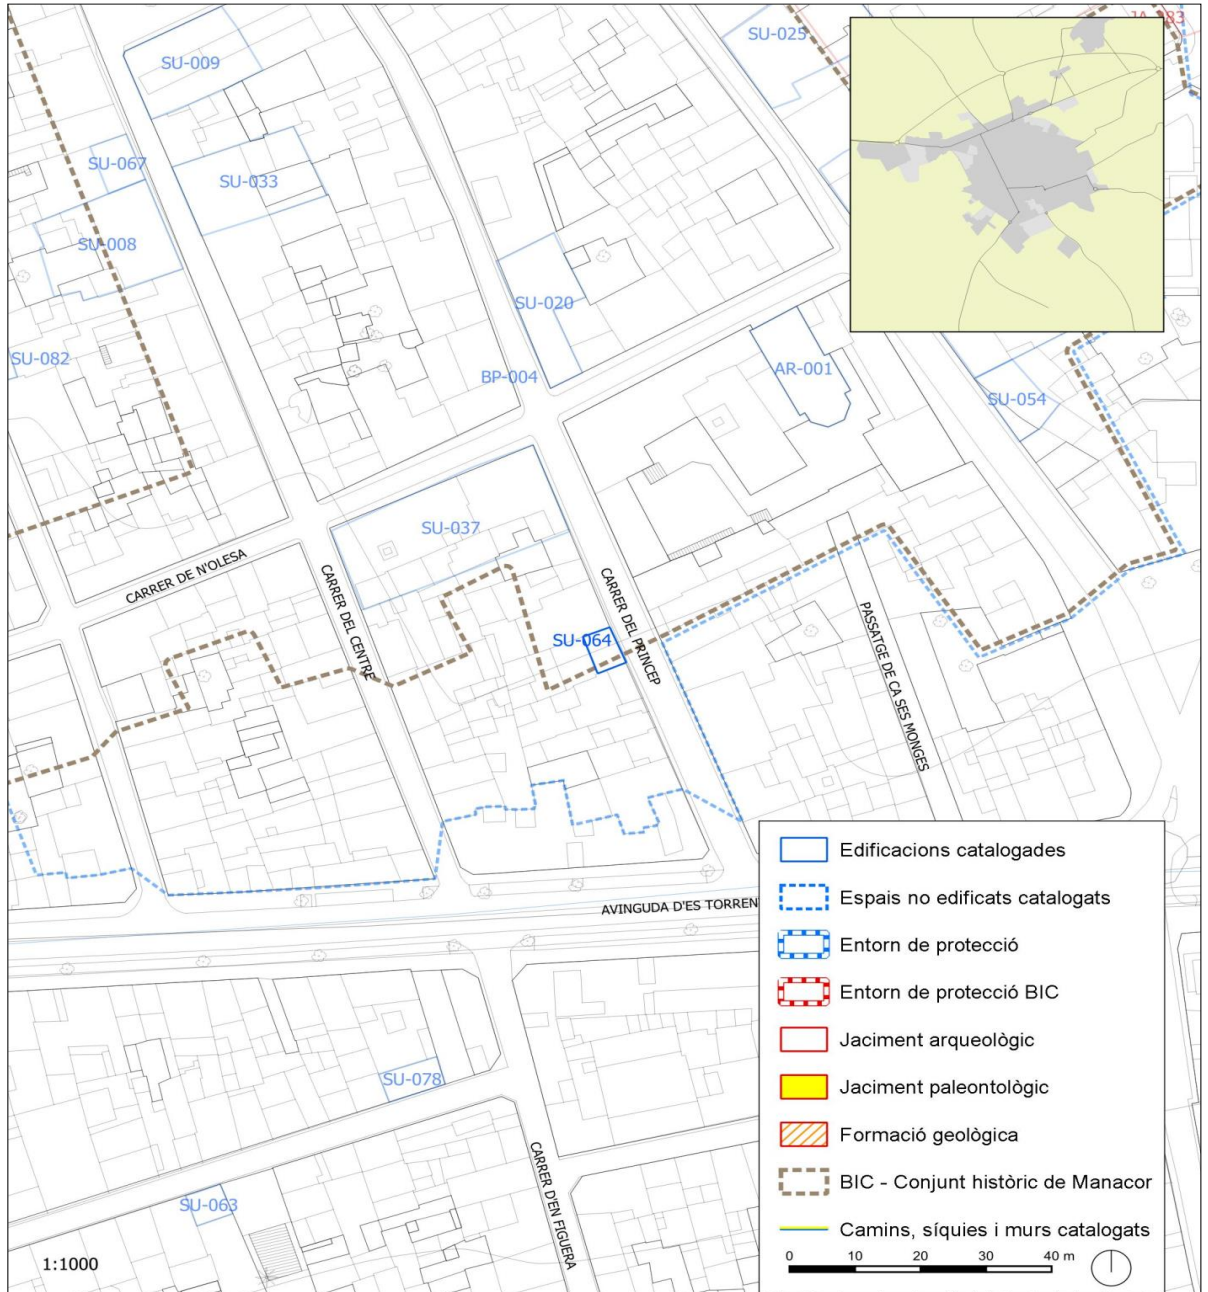 JA-083
SU-025
SU-009
SU-067
SU-033
SU-008
SU-020
SU-082
BP-004
AR-001
SU-054
SU-037
CARRER DE N'OLESA
CARRER DEL CENTRE
CARRER DEL PRINCEP
SU-064
PASSATGE DE CA SES MONGES
AVINGUDA D'ES TORREN
SU-078
SU-063
CARRER D'EN FIGUERA
1:1000
Edificacions catalogades
Espais no edificats catalogats
Entorn de protecció
Entorn de protecció BIC
Jaciment arqueològic
Jaciment paleontològic
Formació geològica
BIC - Conjunt històric de Manacor
Camins, síquies i murs catalogats
0 10 20 30 40 m